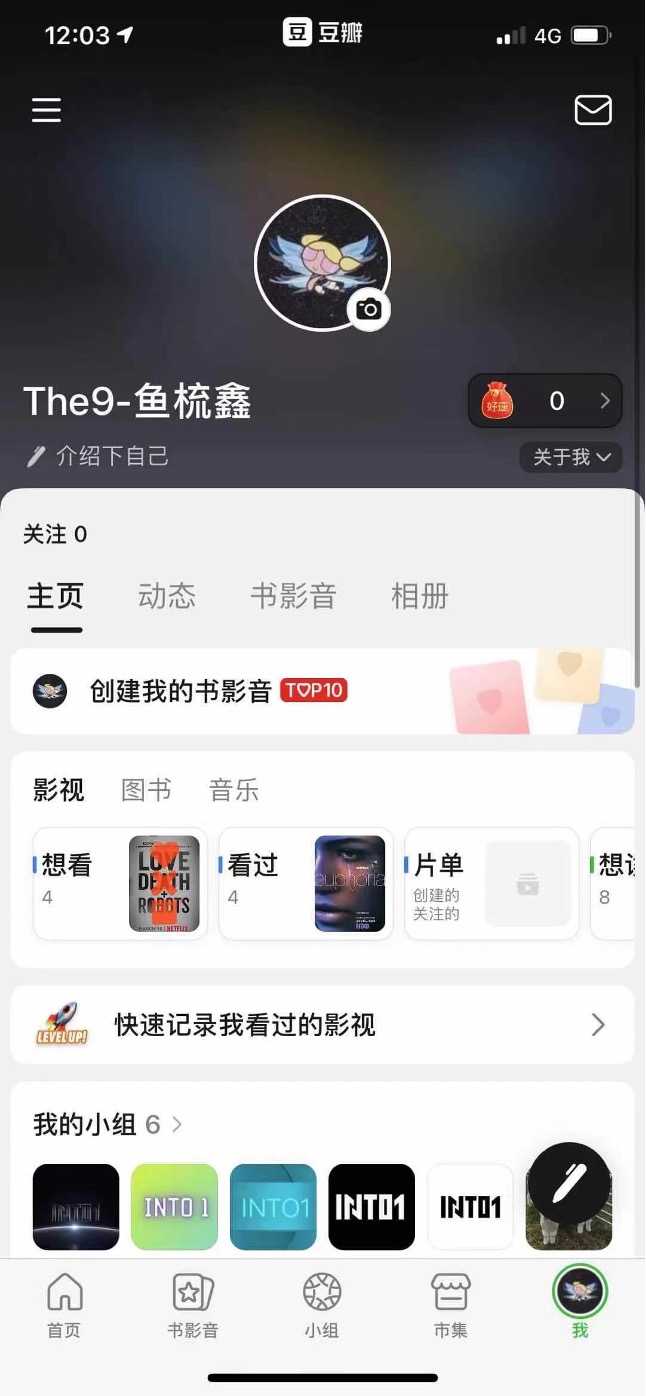 12:03
豆 豆瓣
4G
The9-鱼梳鑫
好运
0
介绍下自己
关于我
关注 0
主页
动态
书影音
相册
创建我的书影音 TOP10
影视
图书
音乐
想看
4
LOVE
DEATH
+
ROBOTS
NETFLIX
看过
4
euphoria
HBO
片单
创建的
关注的
8
LEVEL UP!
快速记录我看过的影视
我的小组 6
INTO1
INTO 1
INTO1
INTO1
INTO1
首页
书影音
小组
市集
我